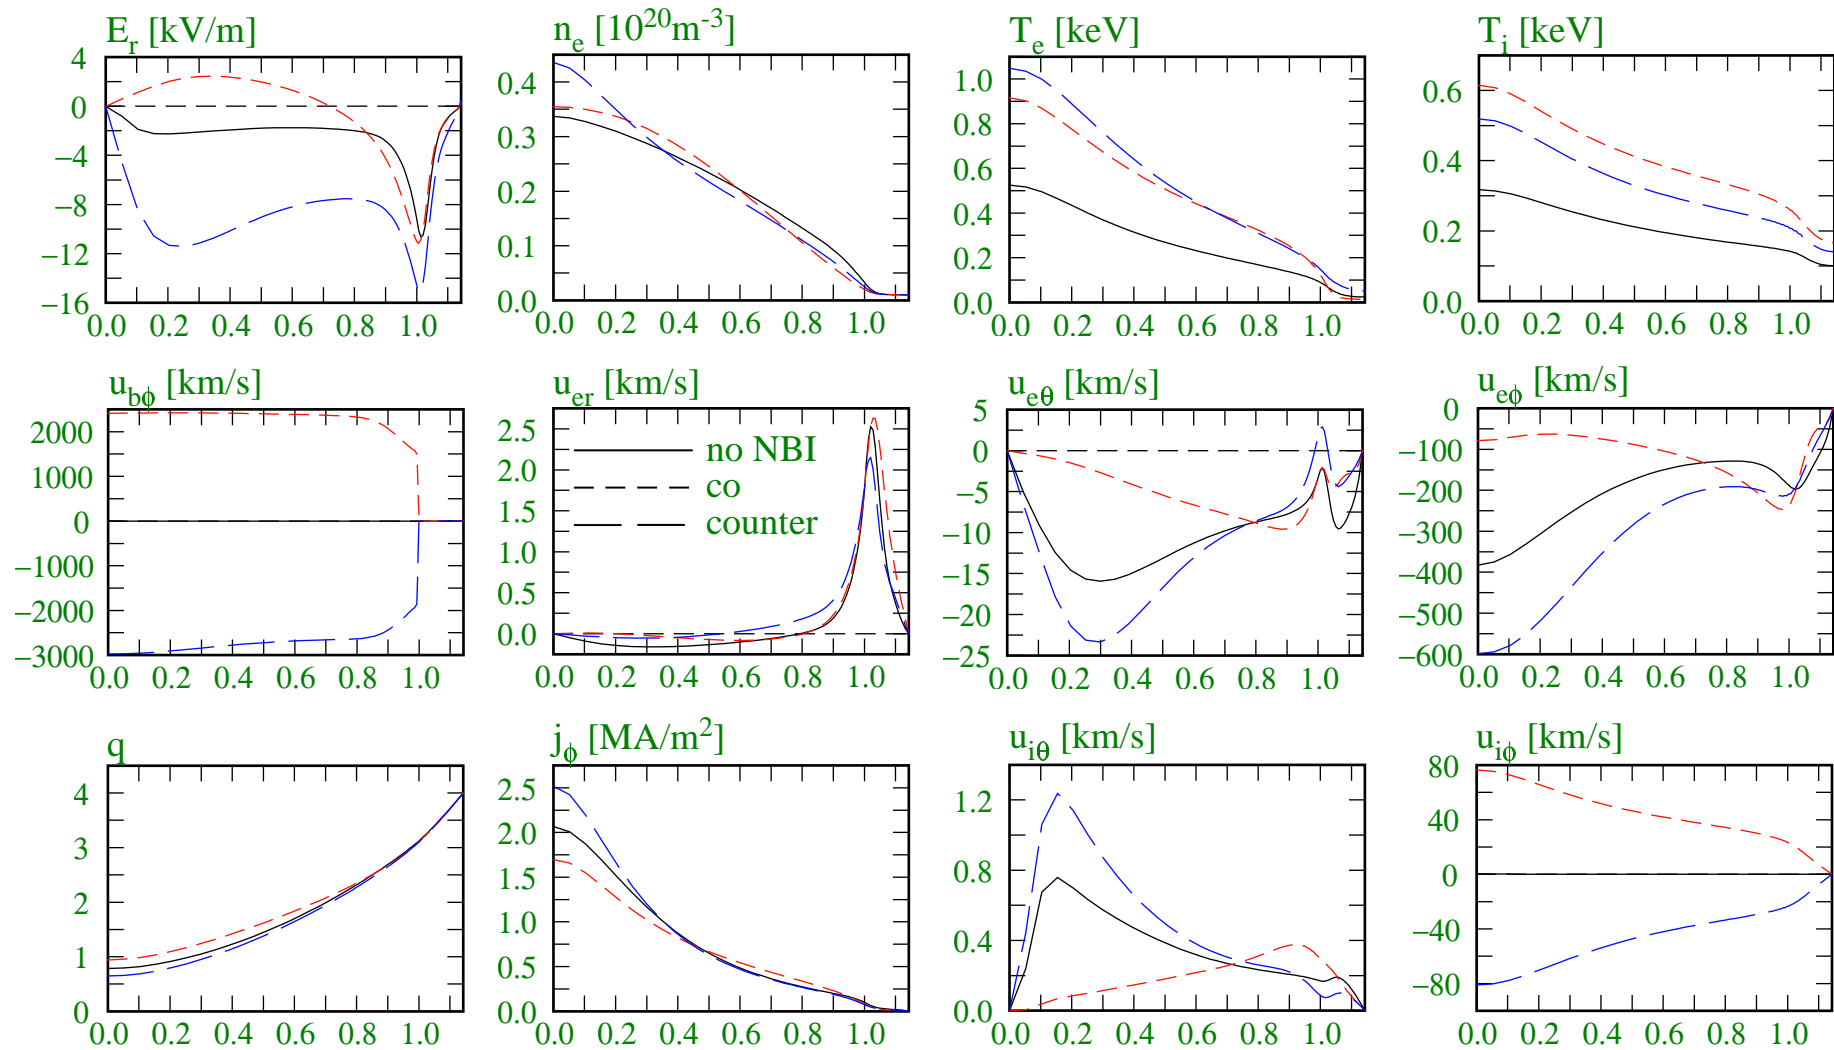 E_r [kV/m]
4
0
−4
−8
−12
−16
0.0 0.2 0.4 0.6 0.8 1.0
n_e [10^20 m^-3]
0.4
0.3
0.2
0.1
0.0
0.0 0.2 0.4 0.6 0.8 1.0
T_e [keV]
1.0
0.8
0.6
0.4
0.2
0.0
0.0 0.2 0.4 0.6 0.8 1.0
T_i [keV]
0.6
0.4
0.2
0.0
0.0 0.2 0.4 0.6 0.8 1.0
u_bϕ [km/s]
2000
1000
0
−1000
−2000
−3000
0.0 0.2 0.4 0.6 0.8 1.0
u_er [km/s]
2.5
2.0
1.5
1.0
0.5
0.0
no NBI
co
counter
0.0 0.2 0.4 0.6 0.8 1.0
u_eθ [km/s]
5
0
−5
−10
−15
−20
−25
0.0 0.2 0.4 0.6 0.8 1.0
u_eϕ [km/s]
0
−100
−200
−300
−400
−500
−600
0.0 0.2 0.4 0.6 0.8 1.0
q
4
3
2
1
0
0.0 0.2 0.4 0.6 0.8 1.0
j_ϕ [MA/m^2]
2.5
2.0
1.5
1.0
0.5
0.0
0.0 0.2 0.4 0.6 0.8 1.0
u_iθ [km/s]
1.2
0.8
0.4
0.0
0.0 0.2 0.4 0.6 0.8 1.0
u_iϕ [km/s]
80
40
0
−40
−80
0.0 0.2 0.4 0.6 0.8 1.0